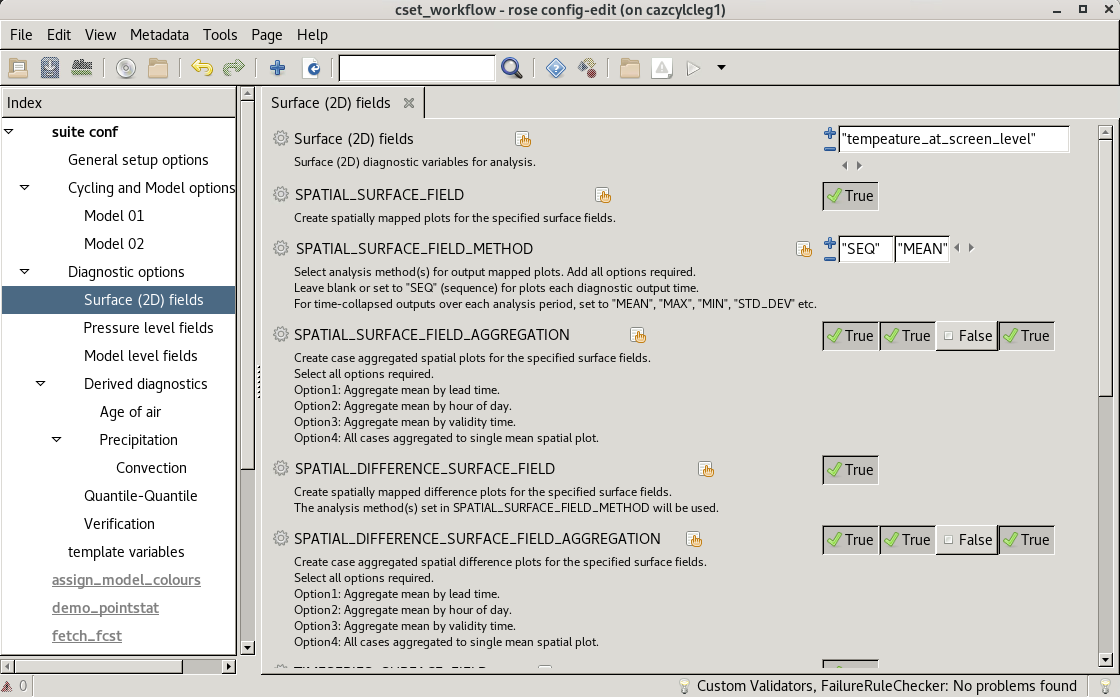 cset_workflow - rose config-edit (on cazcylcleg1)
File Edit View Metadata Tools Page Help
Index
suite conf
General setup options
Cycling and Model options
Model 01
Model 02
Diagnostic options
Surface (2D) fields
Pressure level fields
Model level fields
Derived diagnostics
Age of air
Precipitation
Convection
Quantile-Quantile
Verification
template variables
assign_model_colours
demo_pointstat
fetch_fcst
Surface (2D) fields
Surface (2D) fields "tempeature_at_screen_level"
Surface (2D) diagnostic variables for analysis.
SPATIAL_SURFACE_FIELD True
Create spatially mapped plots for the specified surface fields.
SPATIAL_SURFACE_FIELD_METHOD "SEQ" "MEAN"
Select analysis method(s) for output mapped plots. Add all options required.
Leave blank or set to "SEQ" (sequence) for plots each diagnostic output time.
For time-collapsed outputs over each analysis period, set to "MEAN", "MAX", "MIN", "STD_DEV" etc.
SPATIAL_SURFACE_FIELD_AGGREGATION True True False True
Create case aggregated spatial plots for the specified surface fields.
Select all options required.
Option1: Aggregate mean by lead time.
Option2: Aggregate mean by hour of day.
Option3: Aggregate mean by validity time.
Option4: All cases aggregated to single mean spatial plot.
SPATIAL_DIFFERENCE_SURFACE_FIELD True
Create spatially mapped difference plots for the specified surface fields.
The analysis method(s) set in SPATIAL_SURFACE_FIELD_METHOD will be used.
SPATIAL_DIFFERENCE_SURFACE_FIELD_AGGREGATION True True False True
Create case aggregated spatial difference plots for the specified surface fields.
Select all options required.
Option1: Aggregate mean by lead time.
Option2: Aggregate mean by hour of day.
Option3: Aggregate mean by validity time.
Option4: All cases aggregated to single mean spatial plot.
0 Custom Validators, FailureRuleChecker: No problems found